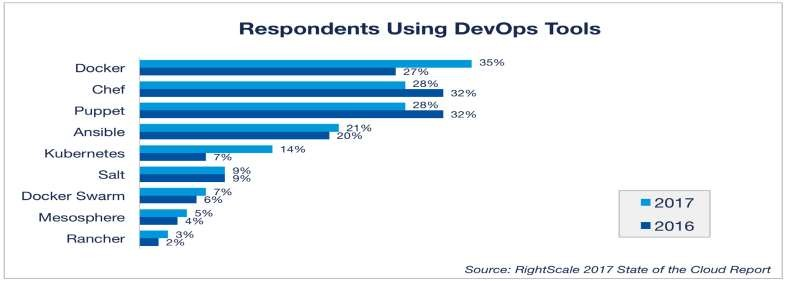 Respondents Using DevOps Tools
Docker 35%
27%
Chef 28%
32%
Puppet 28%
32%
Ansible 21%
20%
Kubernetes 14%
7%
Salt 9%
9%
Docker Swarm 7%
6%
Mesosphere 5%
4%
Rancher 3%
2%
2017
2016
Source: RightScale 2017 State of the Cloud Report